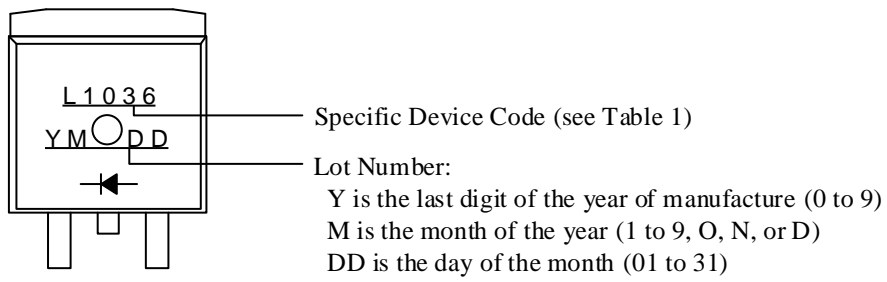 L1036
YM DD
Specific Device Code (see Table 1)
Lot Number:
Y is the last digit of the year of manufacture (0 to 9)
M is the month of the year (1 to 9, O, N, or D)
DD is the day of the month (01 to 31)